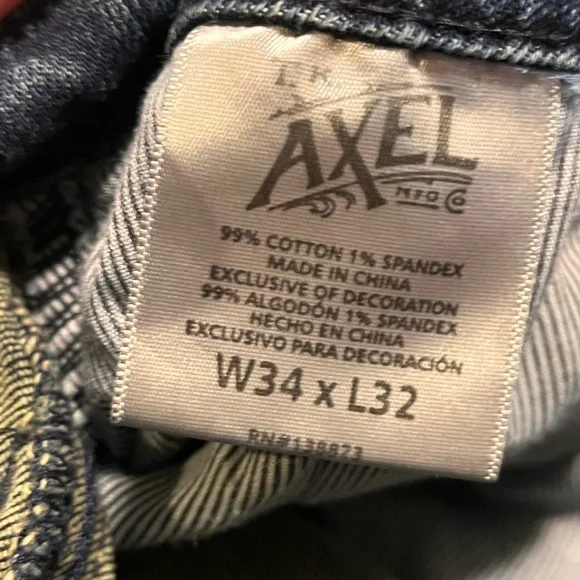 AXEL
MFG Co
99% COTTON 1% SPANDEX
MADE IN CHINA
EXCLUSIVE OF DECORATION
99% ALGODÓN 1% SPANDEX
HECHO EN CHINA
EXCLUSIVO PARA DECORACIÓN
W34 x L32